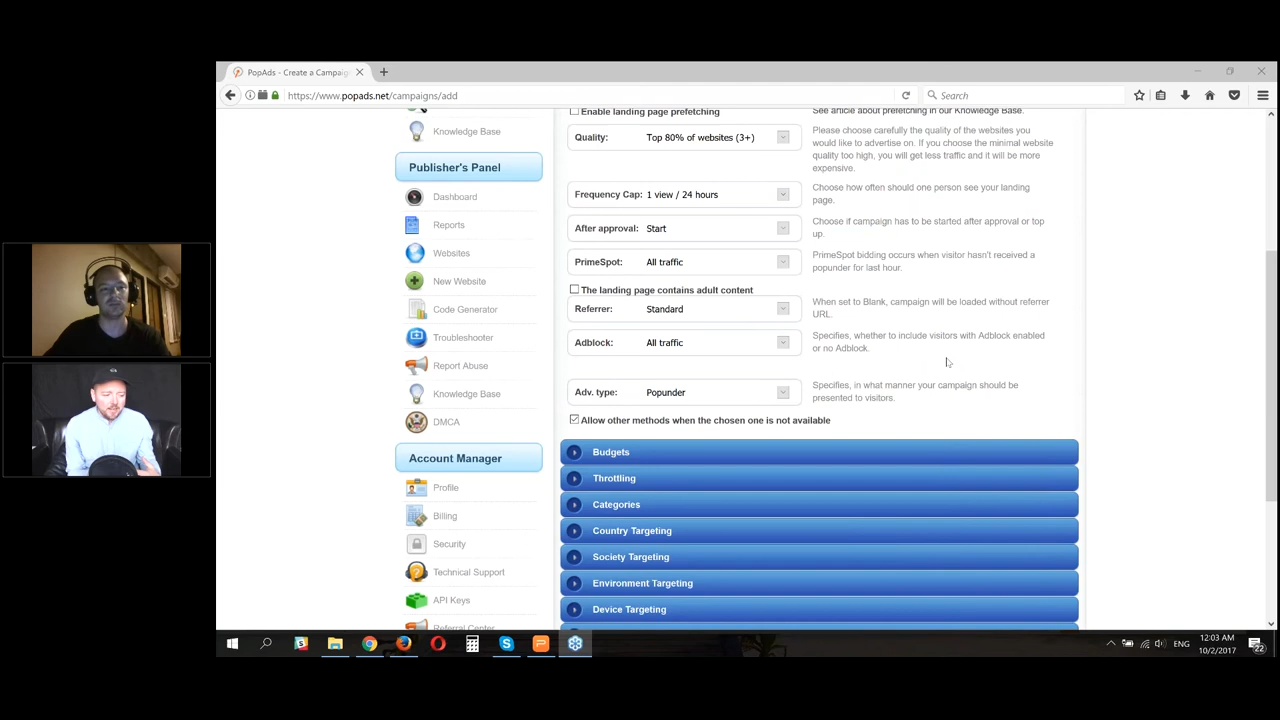 PopAds - Create a Campaig
https://www.popads.net/campaigns/add
Search
Knowledge Base
Publisher's Panel
Dashboard
Reports
Websites
New Website
Code Generator
Troubleshooter
Report Abuse
Knowledge Base
DMCA
Account Manager
Profile
Billing
Security
Technical Support
API Keys
Referral Center
Enable landing page prefetching
See article about prefetching in our Knowledge Base.
Quality: Top 80% of websites (3+)
Please choose carefully the quality of the websites you
would like to advertise on. If you choose the minimal website
quality too high, you will get less traffic and it will be more
expensive.
Frequency Cap: 1 view / 24 hours
Choose how often should one person see your landing
page.
After approval: Start
Choose if campaign has to be started after approval or top
up.
PrimeSpot: All traffic
PrimeSpot bidding occurs when visitor hasn't received a
popunder for last hour.
The landing page contains adult content
Referrer: Standard
When set to Blank, campaign will be loaded without referrer
URL.
Adblock: All traffic
Specifies, whether to include visitors with Adblock enabled
or no Adblock.
Adv. type: Popunder
Specifies, in what manner your campaign should be
presented to visitors.
Allow other methods when the chosen one is not available
Budgets
Throttling
Categories
Country Targeting
Society Targeting
Environment Targeting
Device Targeting
ENG
12:03 AM
10/2/2017
22